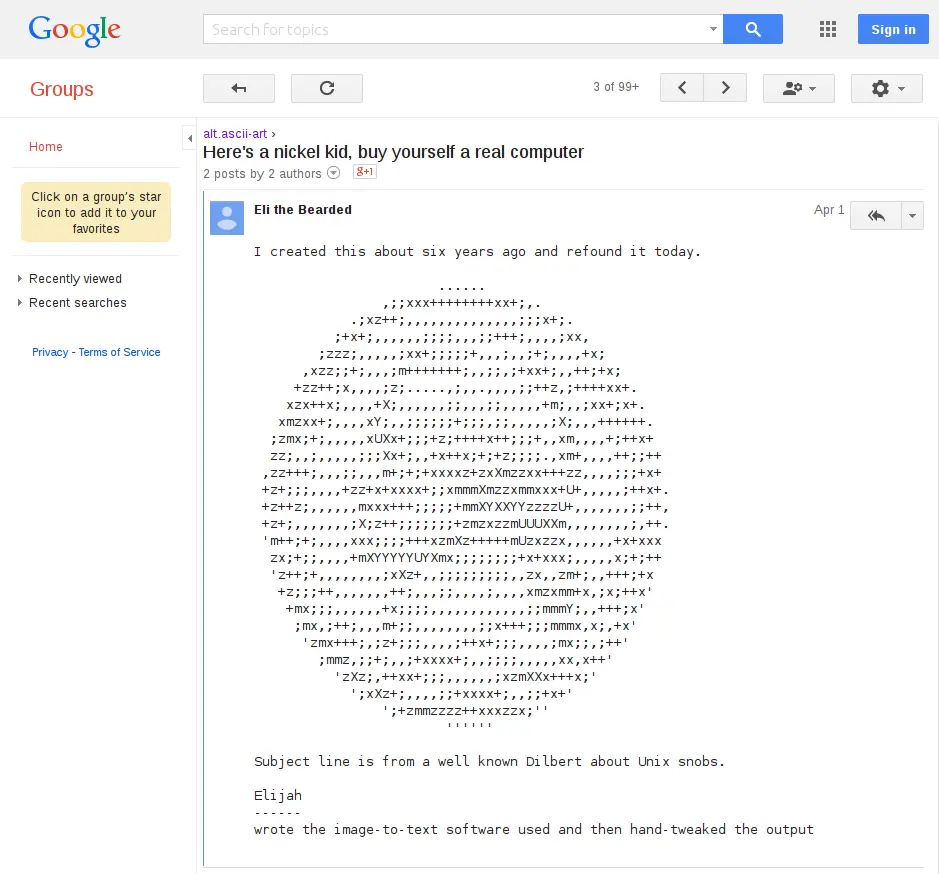 Google
Search for topics
Sign in
Groups
3 of 99+
Home
Click on a group's star
icon to add it to your
favorites
Recently viewed
Recent searches
Privacy - Terms of Service
alt.ascii-art ›
Here's a nickel kid, buy yourself a real computer
2 posts by 2 authors
g+1
Eli the Bearded
Apr 1
I created this about six years ago and refound it today.
......
,;;xxx++++++++xx+;,.
.;xz++;,,,,,,,,,,,,,,;;;x+;.
;+x+;,,,,,,;;;;,,,;;+++;,,,,;xx,
;zzz;,,,,,;xx+;;;;;+,,,;,,;+;,,,,+x;
,xzz;;+;,,,;m+++++++;,,;;,;+xx+;,,++;+x;
+zz++;x,,,,;z;.....,;,,.,,,,;;++z,;++++xx+.
xzx++x;,,,,+X;,,,,,,;;,,,;;,,,,,+m;,,;xx+;x+.
xmzxx+;,,,,xY;,,;;;;;;+;;;,;;,,,,,;X;,,,++++++.
;zmx;+;,,,,,xUXx+;;;+z;++++x++;;;+,,xm,,,,+;++x+
zz;,,;,,,,,;;;Xx+;,,+x++x;+;+z;;;;.,xm+,,,,++;;++
,zz+++;,,,;;,,,m+;+;+xxxxz+zxXmzzxx+++zz,,,,;;;+x+
+z+;;;,,,,+zz+x+xxxx+;;xmmmXmzzxmmxxx+U+,,,,,;++x+.
+z++z;,,,,,,mxxx+++;;;;;+mmXYXXYYzzzzU+,,,,,,,;;++,
+z+;,,,,,,,;X;z++;;;;;;;+zmzxzzmUUUXXm,,,,,,,;,++.
'm++;+;,,,,xxx;;;;+++xzmXz+++++mUzxzzx,,,,,,+x+xxx
zx;+;;,,,,+mXYYYYYUYXmx;;;;;;;;+x+xxx;,,,,,x;+;++
'z++;+,,,,,,,,;xXz+,,;;;;;;;;;,,zx,,zm+;,,+++;+x
+z;;;++,,,,,,,++;,,,;;,,,,;,,,,xmzxmm+x,;x;++x'
+mx;;;,,,,,,+x;;;;,,,,,,,,,,,,;;mmmY;,,+++;x'
;mx,;++;,,,m+;;,,,,,,,,;;x+++;;;mmmx,x;,+x'
'zmx+++;,;z+;;;,,,,;++x+;;;,,,,;mx;;,;++'
;mmz,;;+;,,;+xxxx+;,,;;;;,,,,,xx,x++'
'zXz;,++xx+;;;,,,,,,;xzmXXx+++x;'
';xXz+;,,,,;;+xxxx+;,,;;+x+'
';+zmmzzzz++xxxzzx;''
''''''
Subject line is from a well known Dilbert about Unix snobs.
Elijah
------
wrote the image-to-text software used and then hand-tweaked the output